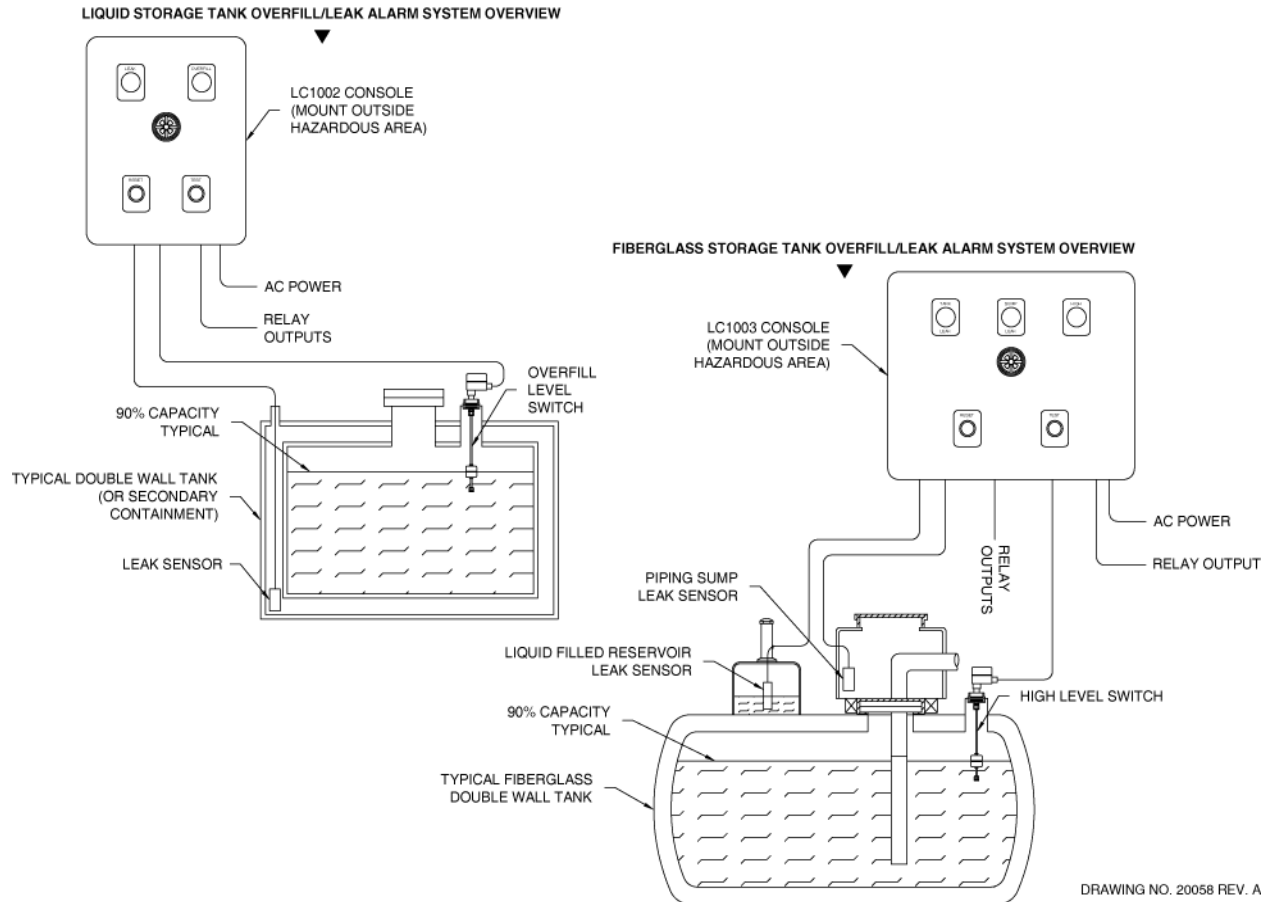 LIQUID STORAGE TANK OVERFILL/LEAK ALARM SYSTEM OVERVIEW
LEAK
OVERFILL
LC1002 CONSOLE
(MOUNT OUTSIDE
HAZARDOUS AREA)
RESET
TEST
AC POWER
RELAY
OUTPUTS
OVERFILL
LEVEL
SWITCH
90% CAPACITY
TYPICAL
TYPICAL DOUBLE WALL TANK
(OR SECONDARY
CONTAINMENT)
LEAK SENSOR
FIBERGLASS STORAGE TANK OVERFILL/LEAK ALARM SYSTEM OVERVIEW
LEAK
LEAK
LC1003 CONSOLE
(MOUNT OUTSIDE
HAZARDOUS AREA)
RESET
TEST
AC POWER
RELAY OUTPUT
RELAY
OUTPUTS
PIPING SUMP
LEAK SENSOR
LIQUID FILLED RESERVOIR
LEAK SENSOR
HIGH LEVEL SWITCH
90% CAPACITY
TYPICAL
TYPICAL FIBERGLASS
DOUBLE WALL TANK
DRAWING NO. 20058 REV. A